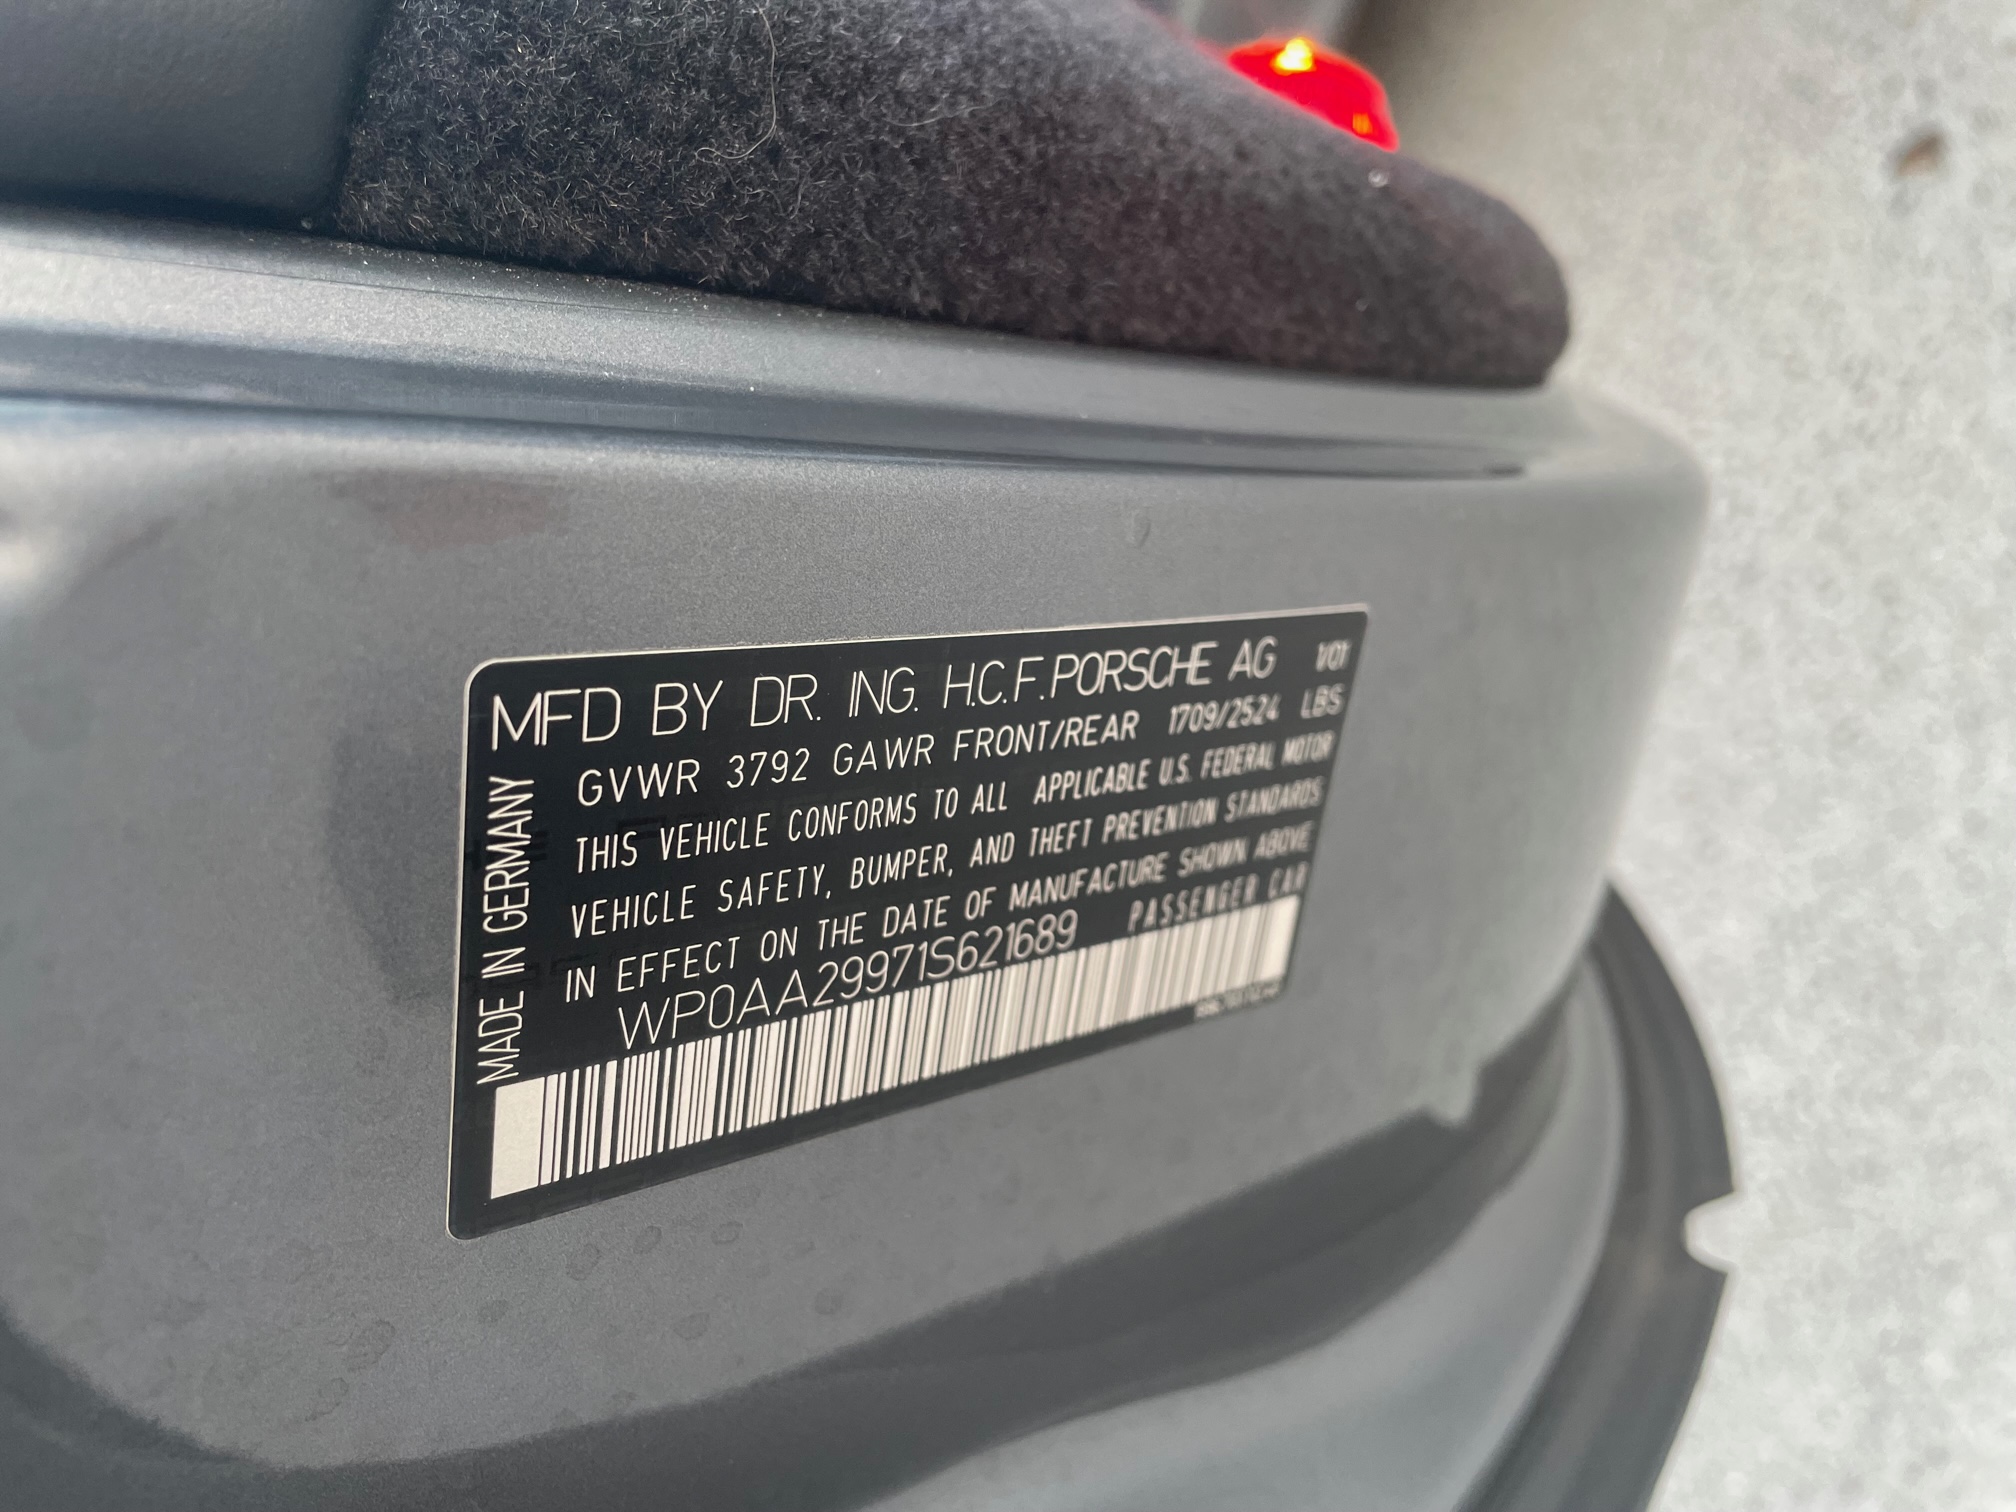 MFD BY DR. ING. H.C.F. PORSCHE AG 1/01
GVWR 3792 GAWR FRONT/REAR 1709/2524 LBS
THIS VEHICLE CONFORMS TO ALL APPLICABLE U.S. FEDERAL MOTOR
VEHICLE SAFETY, BUMPER, AND THEFT PREVENTION STANDARDS
IN EFFECT ON THE DATE OF MANUFACTURE SHOWN ABOVE
WP0AA29971S621689 PASSENGER CAR
MADE IN GERMANY